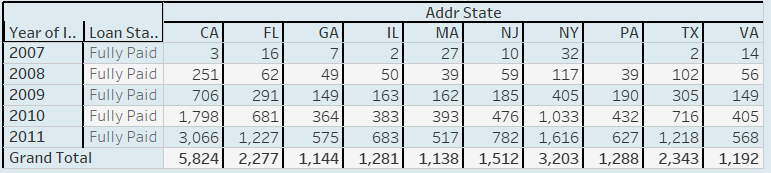 Addr State
Year of I.. Loan Sta.. CA FL GA IL MA NJ NY PA TX VA
2007 Fully Paid 3 16 7 2 27 10 32 2 14
2008 Fully Paid 251 62 49 50 39 59 117 39 102 56
2009 Fully Paid 706 291 149 163 162 185 405 190 305 149
2010 Fully Paid 1,798 681 364 383 393 476 1,033 432 716 405
2011 Fully Paid 3,066 1,227 575 683 517 782 1,616 627 1,218 568
Grand Total 5,824 2,277 1,144 1,281 1,138 1,512 3,203 1,288 2,343 1,192